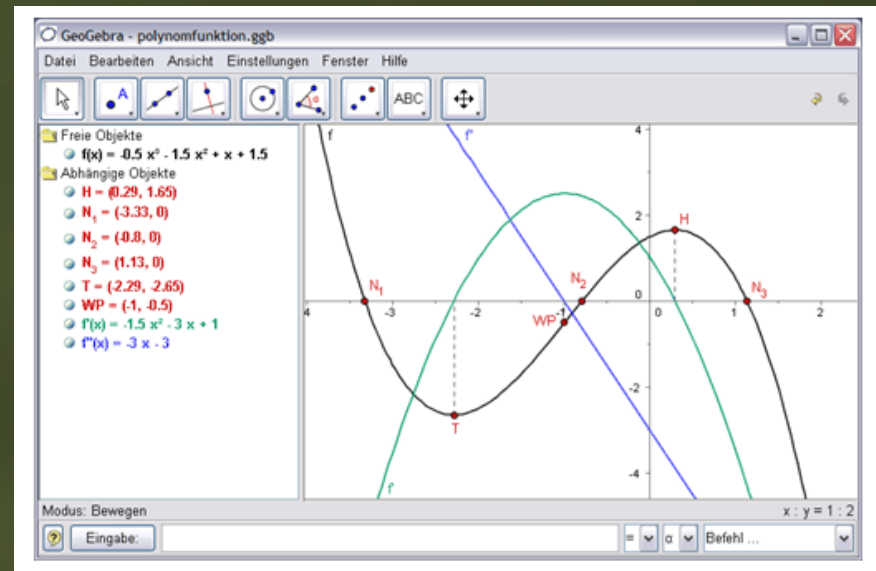 GeoGebra - polynomfunktion.ggb
Datei Bearbeiten Ansicht Einstellungen Fenster Hilfe
A
ABC
Freie Objekte
f(x) = -0.5 x³ - 1.5 x² + x + 1.5
Abhängige Objekte
H = (0.29, 1.65)
N₁ = (-3.33, 0)
N₂ = (-0.8, 0)
N₃ = (1.13, 0)
T = (-2.29, -2.65)
WP = (-1, -0.5)
f'(x) = -1.5 x² - 3 x + 1
f''(x) = -3 x - 3
f f'' 4
2 H
N₁ N₂ 0 N₃
4 -3 -2 -1 0 1 2
WP
-2
T
-4
f'
Modus: Bewegen x : y = 1 : 2
? Eingabe: = α Befehl ...